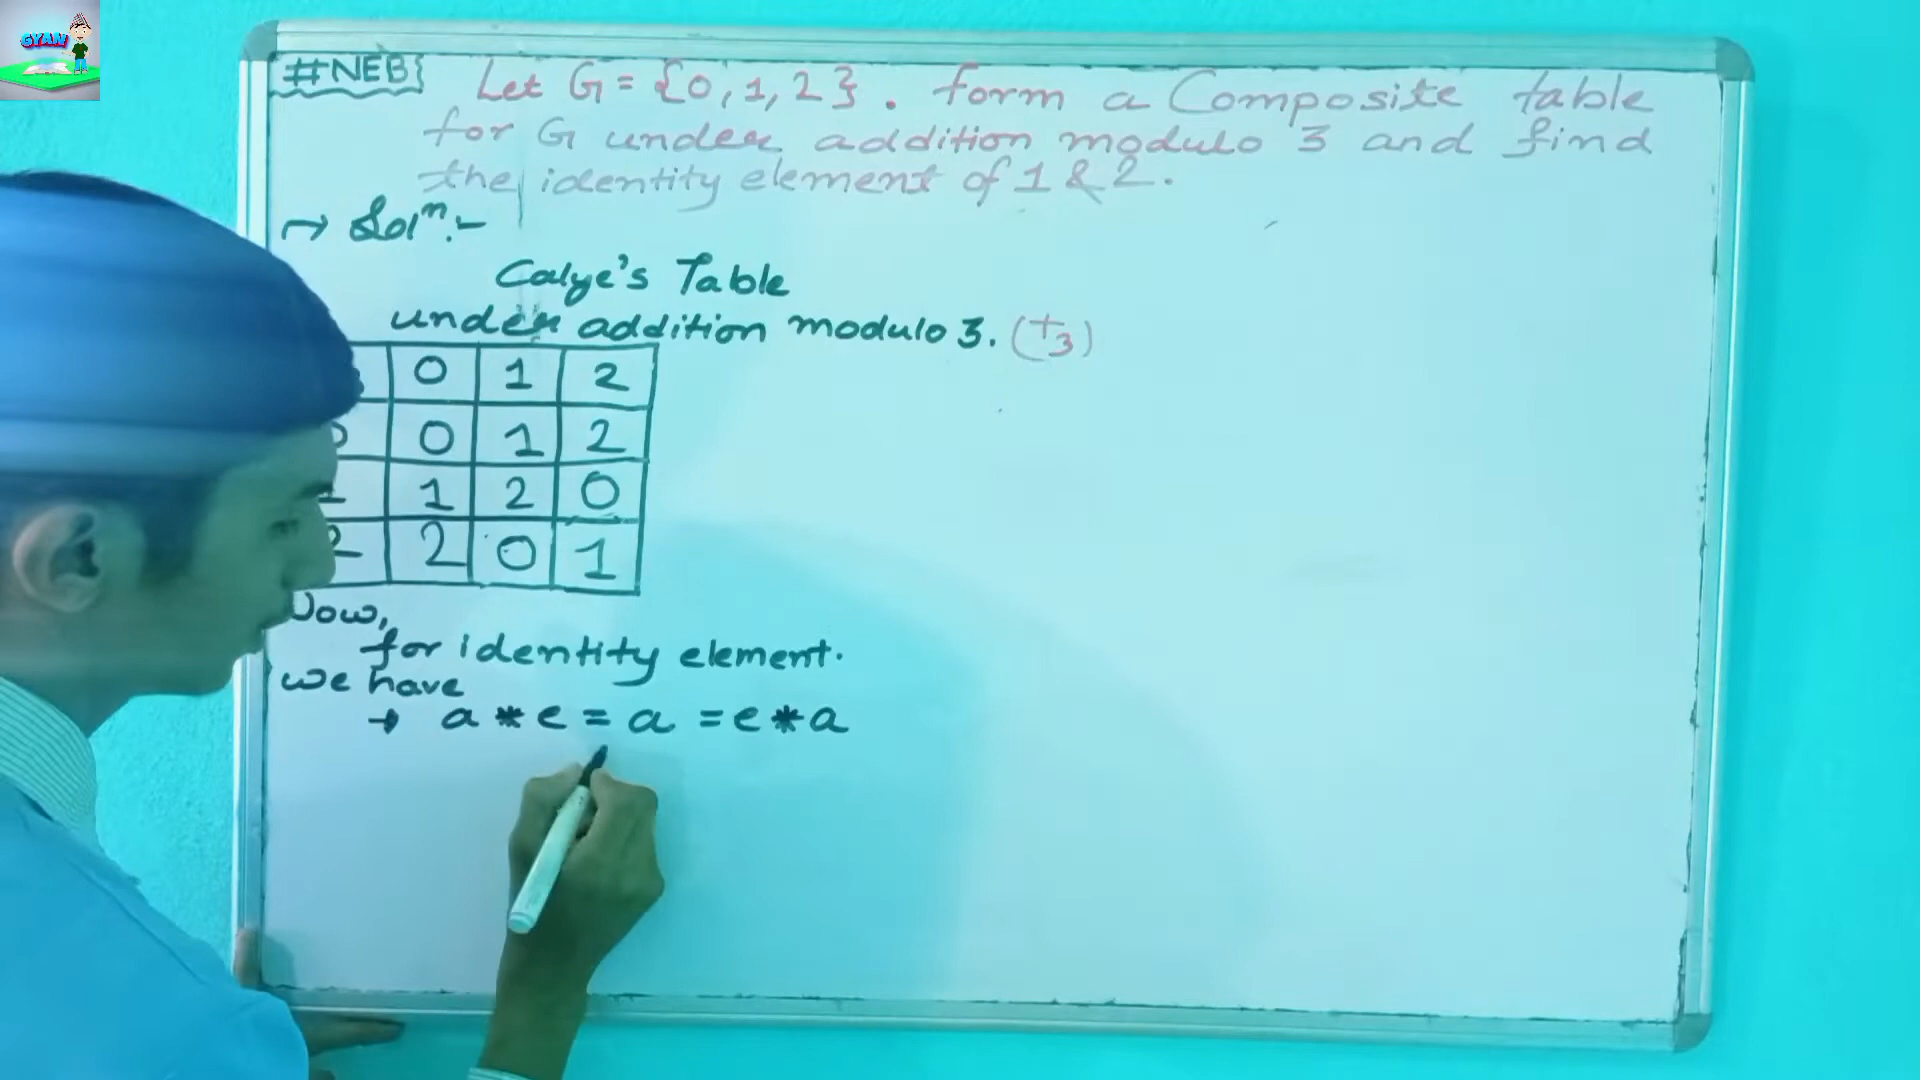 GYAN
#NEB} Let G = {0, 1, 2}. form a Composite table
for G under addition modulo 3 and find
the identity element of 1 & 2.
→ Solⁿ:-
Calye's Table
under addition modulo 3. (+₃)
0 1 2
0 1 2
1 1 2 0
2 2 0 1
Now,
for identity element.
we have
→ a * e = a = e * a